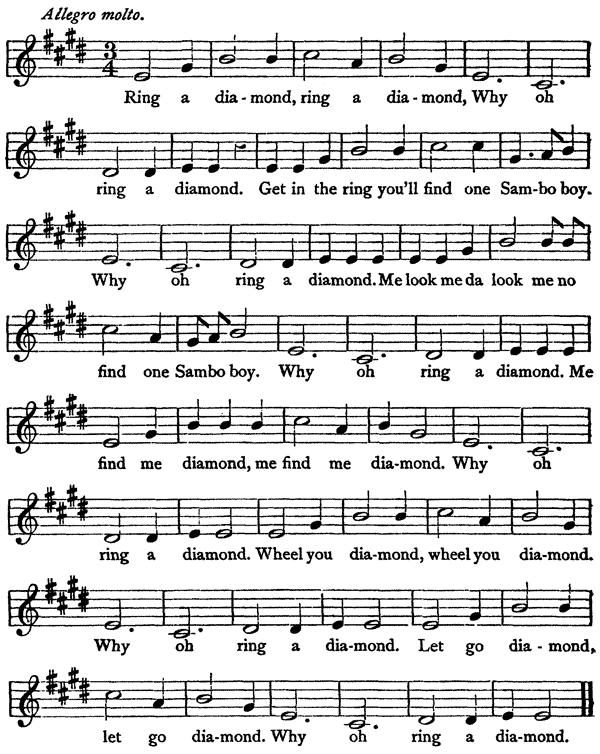 Allegro molto.
3
4
Ring a dia-mond, ring a dia-mond, Why oh
ring a diamond. Get in the ring you'll find one Sam-bo boy.
Why oh ring a diamond. Me look me da look me no
find one Sambo boy. Why oh ring a diamond. Me
find me diamond, me find me dia-mond. Why oh
ring a diamond. Wheel you dia-mond, wheel you dia-mond.
Why oh ring a dia-mond. Let go dia-mond,
let go dia-mond. Why oh ring a dia-mond.